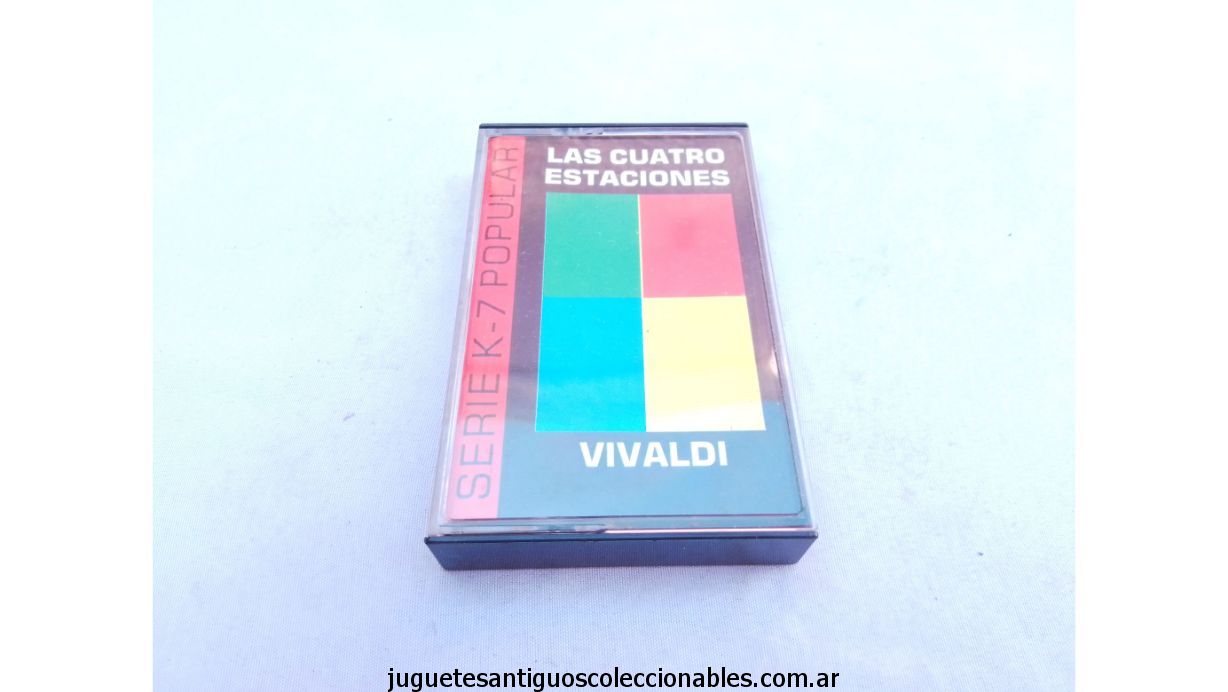 LAS CUATRO
ESTACIONES
SERIE K-7 POPULAR
VIVALDI
juguetesantiguoscoleccionables.com.ar